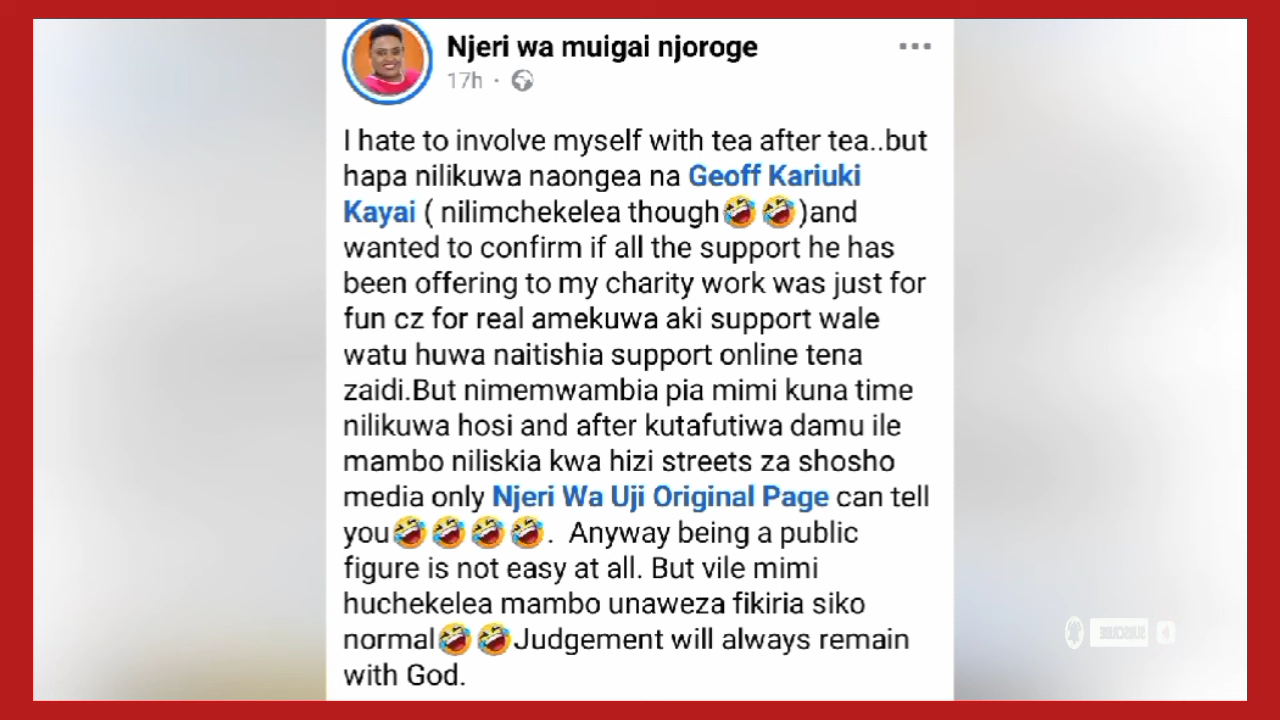 Njeri wa muigai njoroge
17h ·
I hate to involve myself with tea after tea..but
hapa nilikuwa naongea na Geoff Kariuki
Kayai ( nilimchekelea though🤣🤣)and
wanted to confirm if all the support he has
been offering to my charity work was just for
fun cz for real amekuwa aki support wale
watu huwa naitishia support online tena
zaidi.But nimemwambia pia mimi kuna time
nilikuwa hosi and after kutafutiwa damu ile
mambo niliskia kwa hizi streets za shosho
media only Njeri Wa Uji Original Page can tell
you🤣🤣🤣🤣.  Anyway being a public
figure is not easy at all. But vile mimi
huchekelea mambo unaweza fikiria siko
normal🤣🤣Judgement will always remain
with God.
SUBSCRIBE